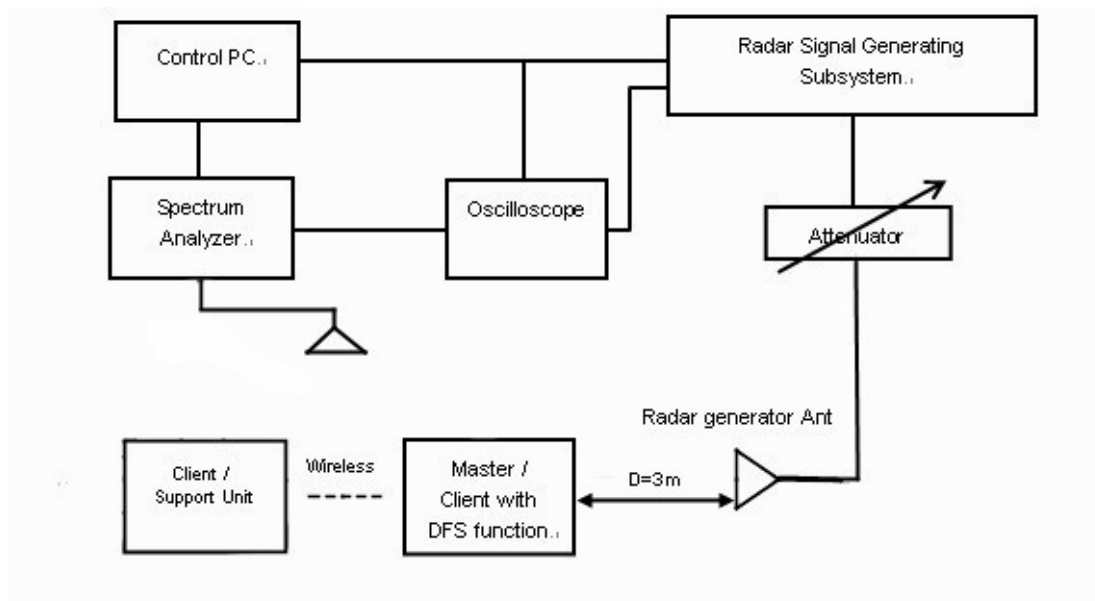 Control PC.
Radar Signal Generating
Subsystem.
Spectrum
Analyzer.
Oscilloscope
Attenuator
Radar generator Ant
Client /
Support Unit
Wireless
Master /
Client with
DFS function.
D=3m